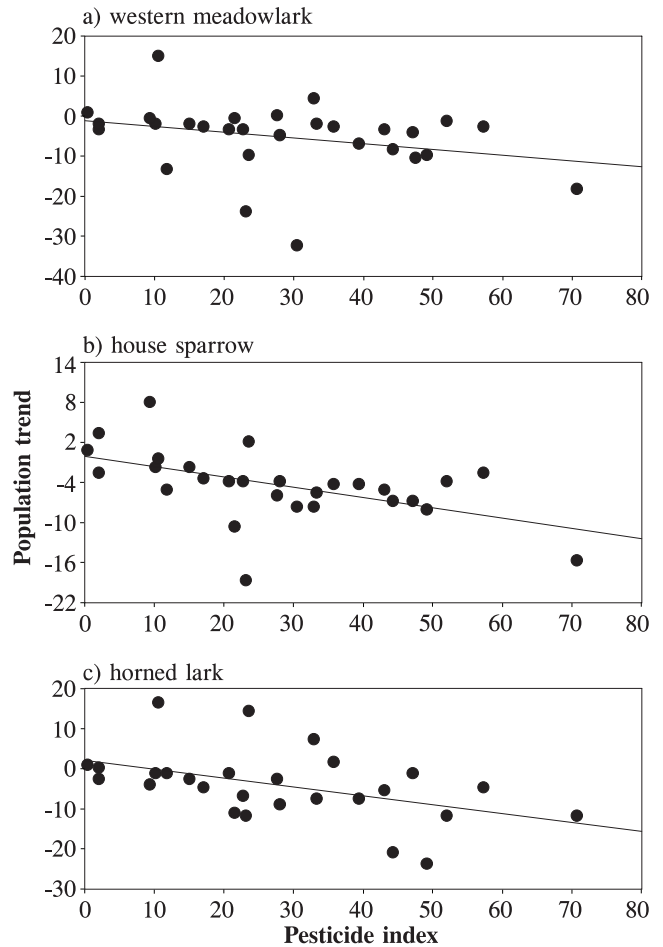 a) western meadowlark
20
10
0
-10
-20
-30
-40
0 10 20 30 40 50 60 70 80
b) house sparrow
14
8
2
-4
-10
-16
-22
0 10 20 30 40 50 60 70 80
Population trend
c) horned lark
20
10
0
-10
-20
-30
0 10 20 30 40 50 60 70 80
Pesticide index